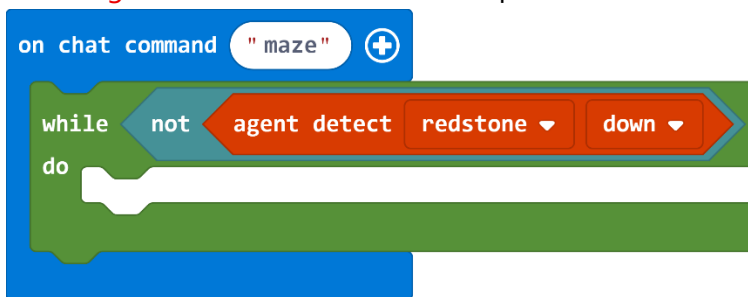 on chat command "maze"
while not agent detect redstone down
do